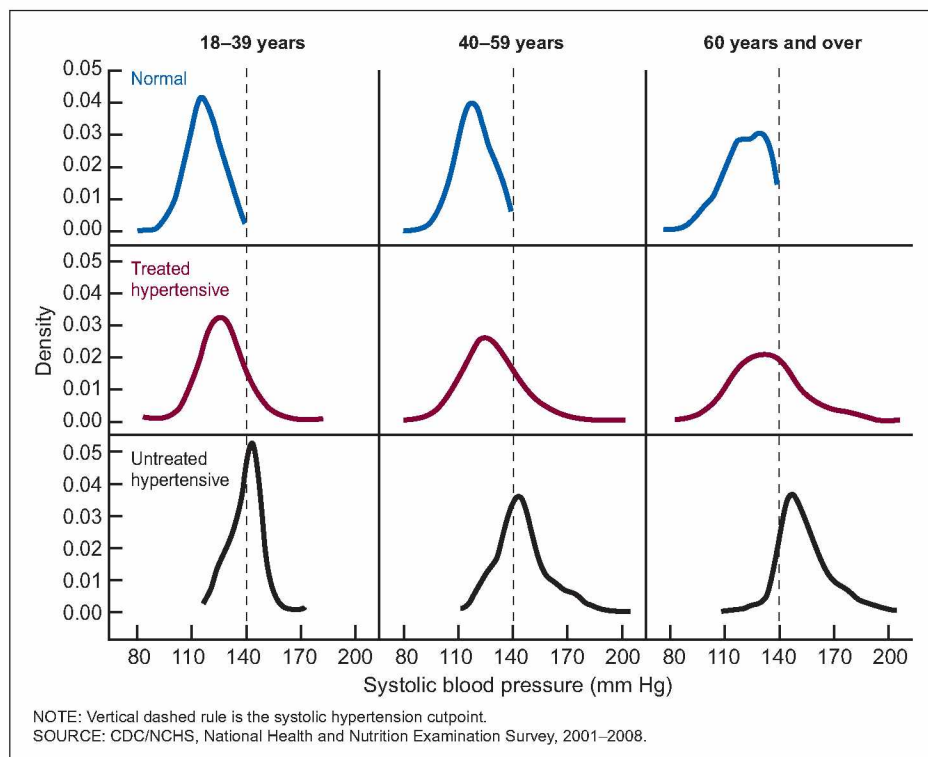 18–39 years 40–59 years 60 years and over
0.05
Normal
0.04
0.03
0.02
0.01
0.00
0.05
Treated
hypertensive
0.04
0.03
0.02
0.01
0.00
Density
0.05
Untreated
hypertensive
0.04
0.03
0.02
0.01
0.00
80 110 140 170 200 80 110 140 170 200 80 110 140 170 200
Systolic blood pressure (mm Hg)
NOTE: Vertical dashed rule is the systolic hypertension cutpoint.
SOURCE: CDC/NCHS, National Health and Nutrition Examination Survey, 2001–2008.